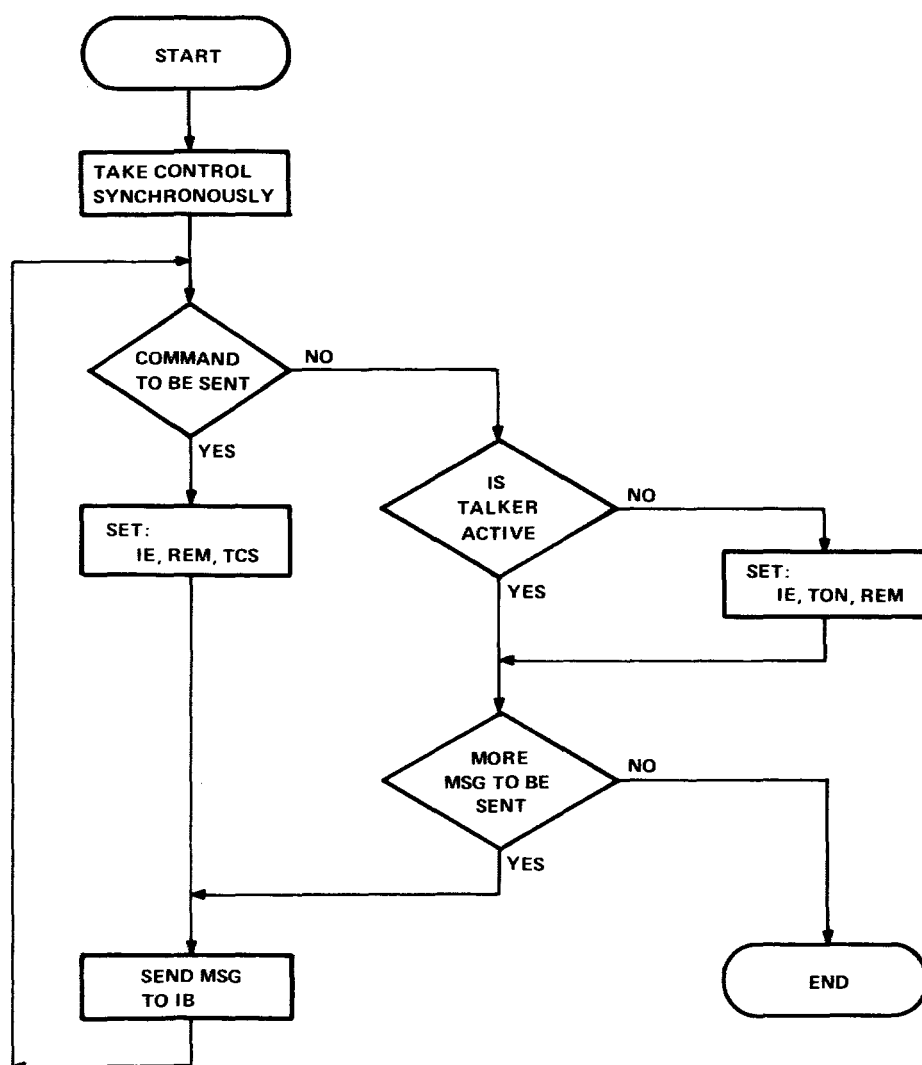 START
TAKE CONTROL
SYNCHRONOUSLY
COMMAND
TO BE SENT
NO
YES
SET:
IE, REM, TCS
IS
TALKER
ACTIVE
NO
YES
SET:
IE, TON, REM
MORE
MSG TO BE
SENT
NO
YES
SEND MSG
TO IB
END